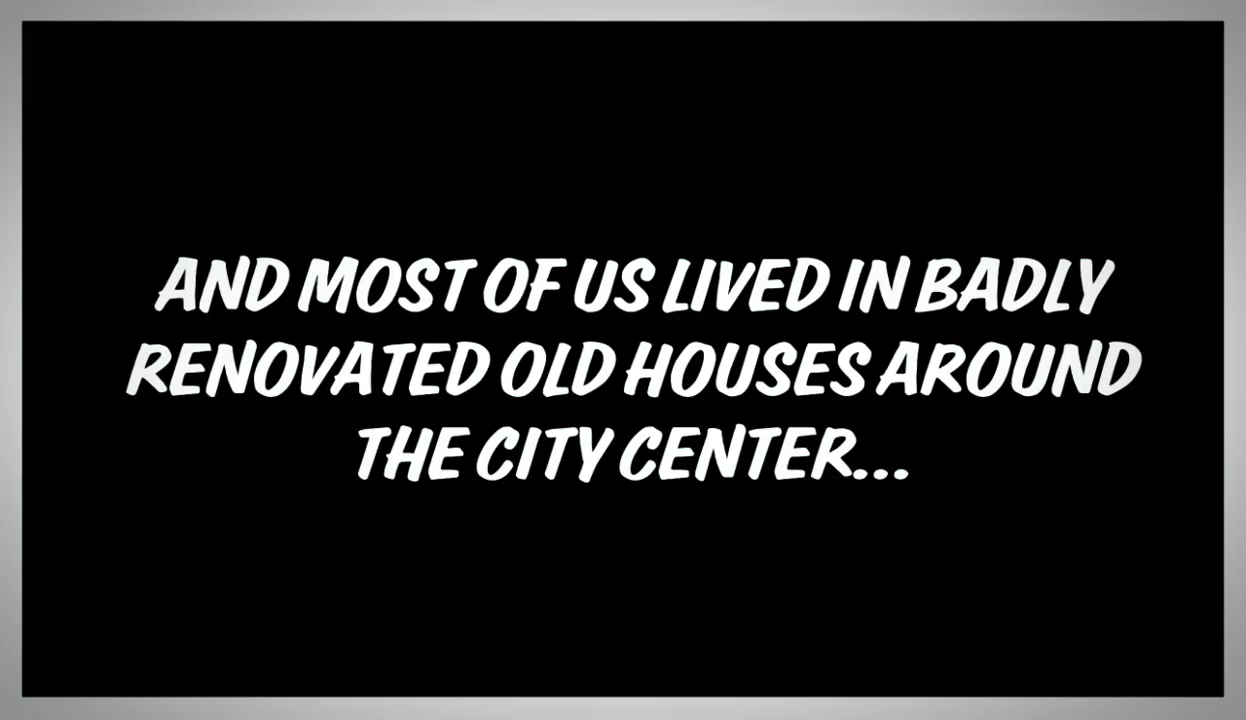 AND MOST OF US LIVED IN BADLY
RENOVATED OLD HOUSES AROUND
THE CITY CENTER...